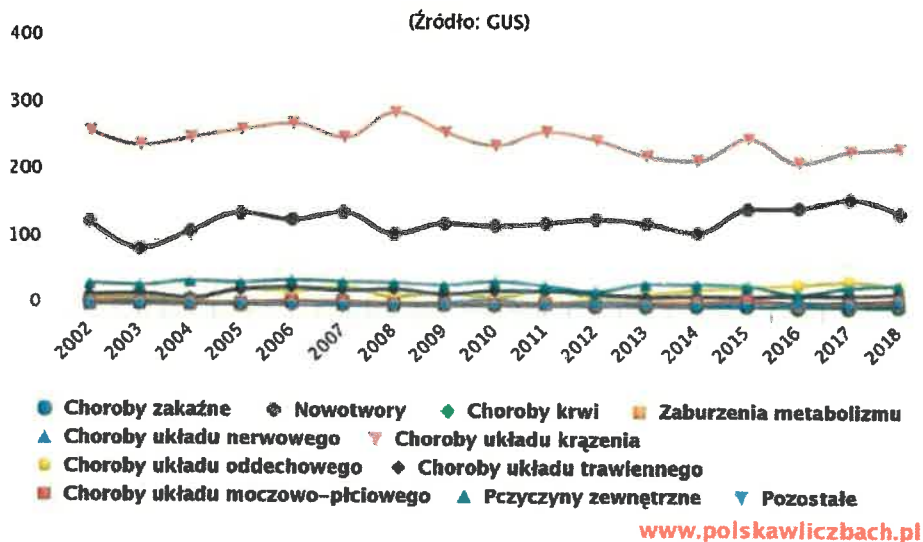 (Źródło: GUS)
400
300
200
100
0
2002 2003 2004 2005 2006 2007 2008 2009 2010 2011 2012 2013 2014 2015 2016 2017 2018
Choroby zakaźne Nowotwory Choroby krwi Zaburzenia metabolizmu
Choroby układu nerwowego Choroby układu krążenia
Choroby układu oddechowego Choroby układu trawiennego
Choroby układu moczowo-płciowego Pczyczyny zewnętrzne Pozostałe
www.polskawliczbach.pl